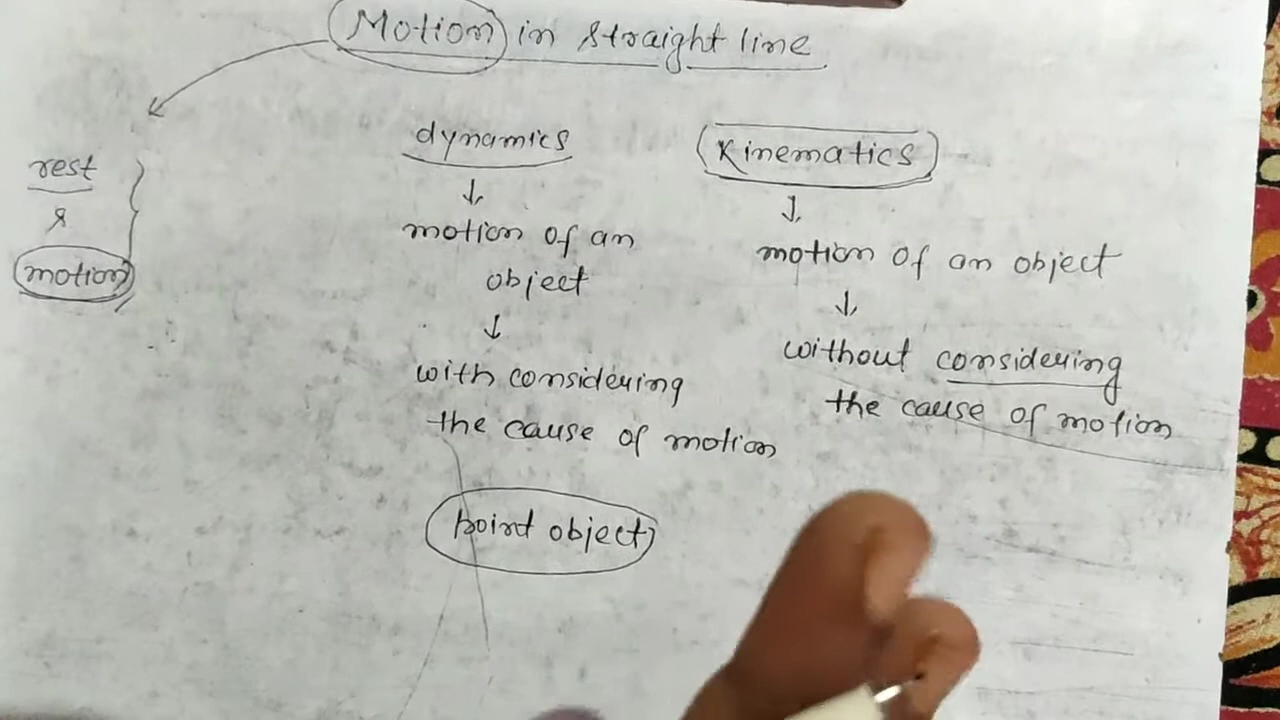 Motion in straight line
rest
&
motion
dynamics
↓
motion of an
object
↓
with considering
the cause of motion
Kinematics
↓
motion of an object
↓
without considering
the cause of motion
point object